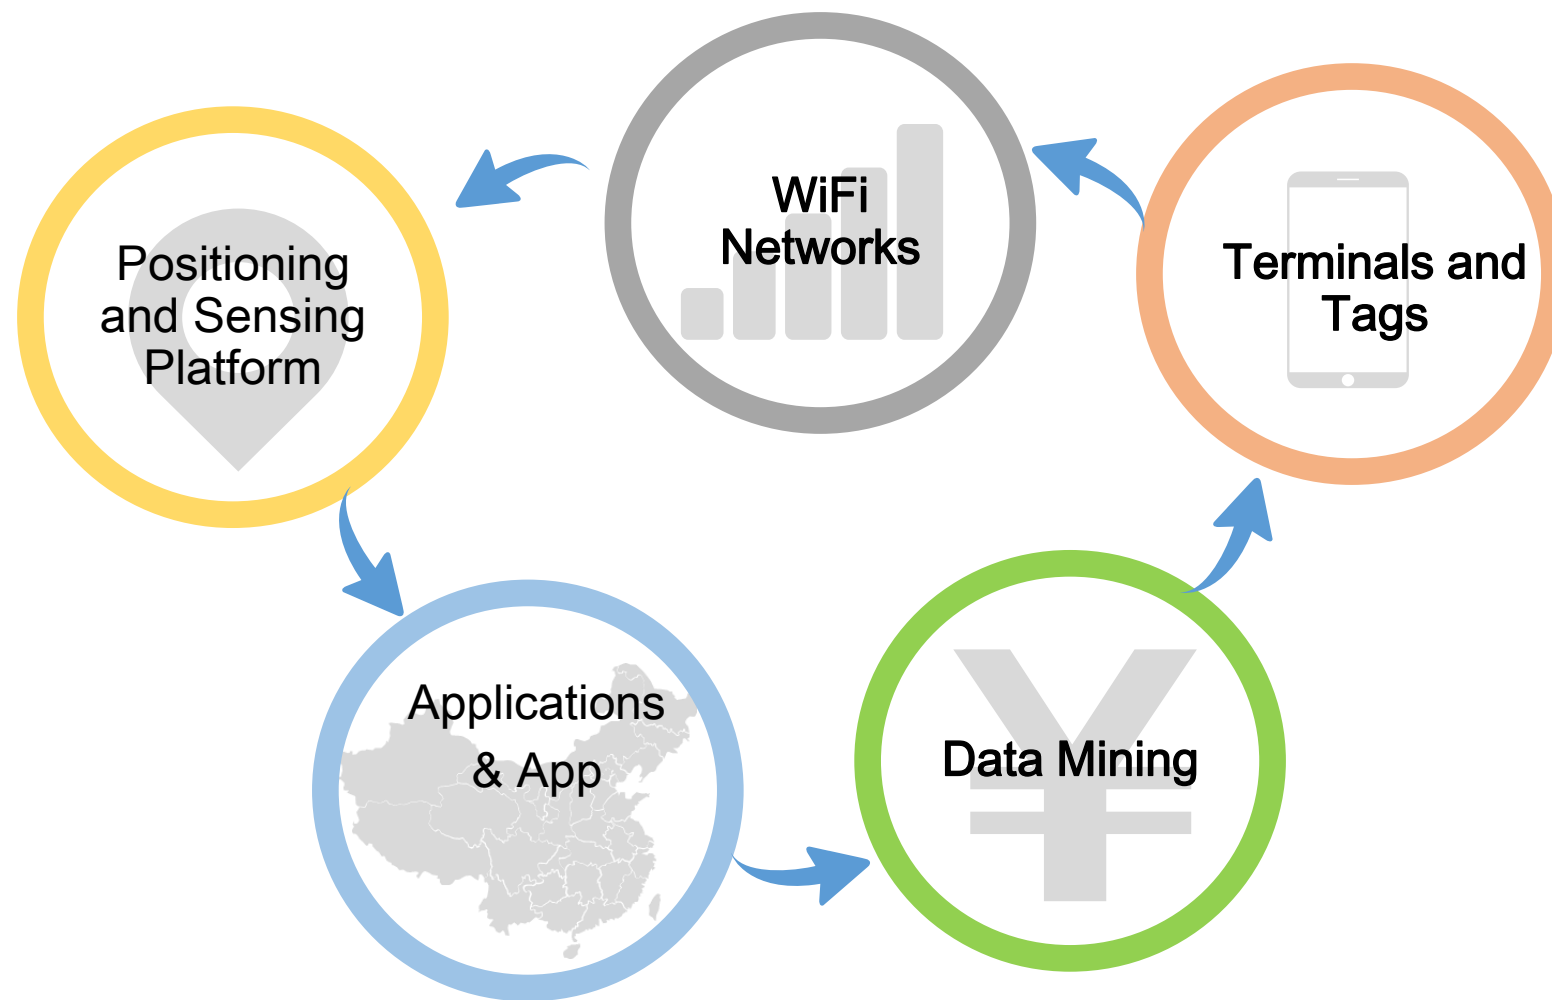 WiFi
Networks
Terminals and
Tags
Positioning
and Sensing
Platform
Applications
& App
Data Mining
¥